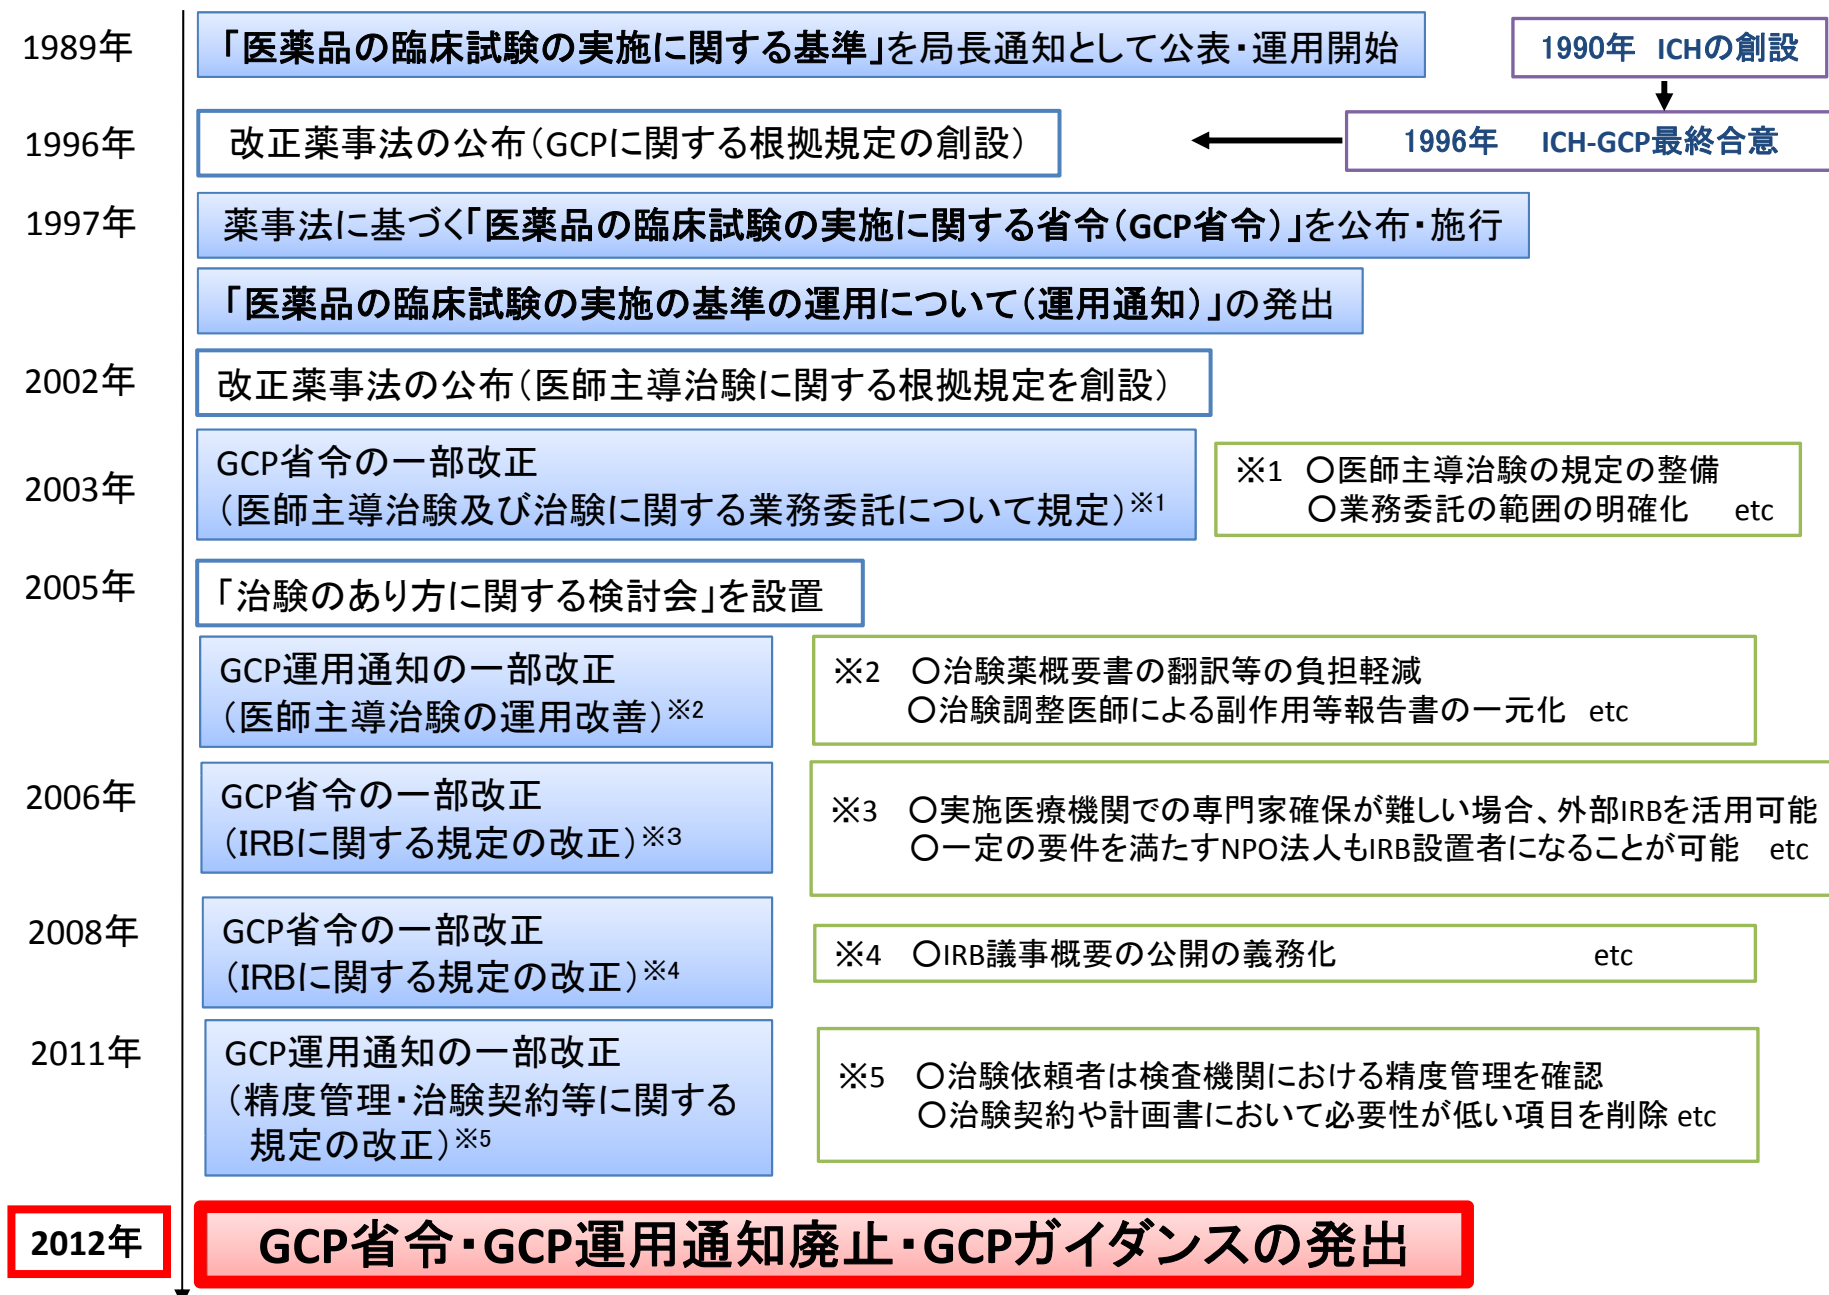 1989年
「医薬品の臨床試験の実施に関する基準」を局長通知として公表・運用開始
1990年 ICHの創設
1996年
改正薬事法の公布(GCPに関する根拠規定の創設)
1996年 ICH-GCP最終合意
1997年
薬事法に基づく「医薬品の臨床試験の実施に関する省令(GCP省令)」を公布・施行
「医薬品の臨床試験の実施の基準の運用について(運用通知)」の発出
2002年
改正薬事法の公布(医師主導治験に関する根拠規定を創設)
2003年
GCP省令の一部改正
(医師主導治験及び治験に関する業務委託について規定)※1
※1 ○医師主導治験の規定の整備
○業務委託の範囲の明確化 etc
2005年
「治験のあり方に関する検討会」を設置
GCP運用通知の一部改正
(医師主導治験の運用改善)※2
※2 ○治験薬概要書の翻訳等の負担軽減
○治験調整医師による副作用等報告書の一元化 etc
2006年
GCP省令の一部改正
(IRBに関する規定の改正)※3
※3 ○実施医療機関での専門家確保が難しい場合、外部IRBを活用可能
○一定の要件を満たすNPO法人もIRB設置者になることが可能 etc
2008年
GCP省令の一部改正
(IRBに関する規定の改正)※4
※4 ○IRB議事概要の公開の義務化 etc
2011年
GCP運用通知の一部改正
(精度管理・治験契約等に関する
規定の改正)※5
※5 ○治験依頼者は検査機関における精度管理を確認
○治験契約や計画書において必要性が低い項目を削除 etc
2012年
GCP省令・GCP運用通知廃止・GCPガイダンスの発出